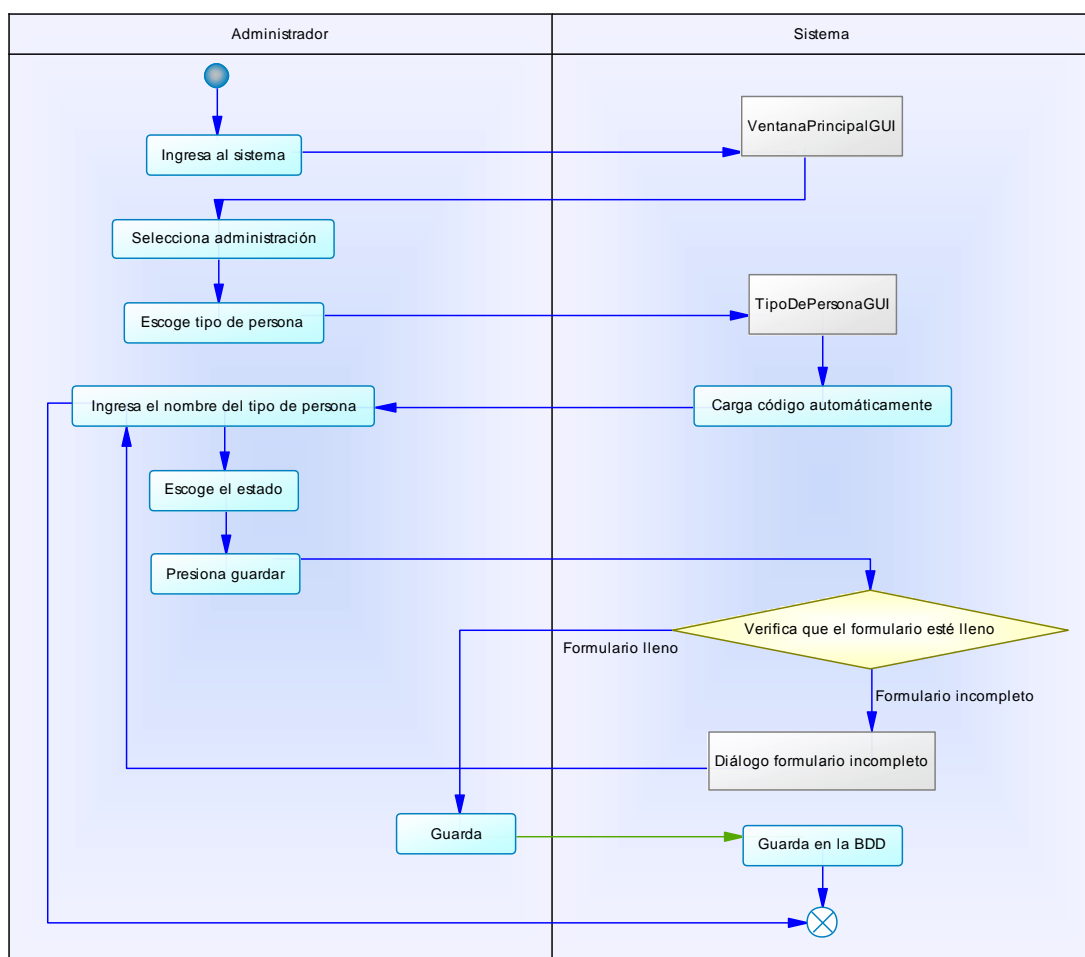 Administrador
Sistema
VentanaPrincipalGUI
Ingresa al sistema
Selecciona administración
TipoDePersonaGUI
Escoge tipo de persona
Ingresa el nombre del tipo de persona
Carga código automáticamente
Escoge el estado
Presiona guardar
Verifica que el formulario esté lleno
Formulario lleno
Formulario incompleto
Diálogo formulario incompleto
Guarda
Guarda en la BDD